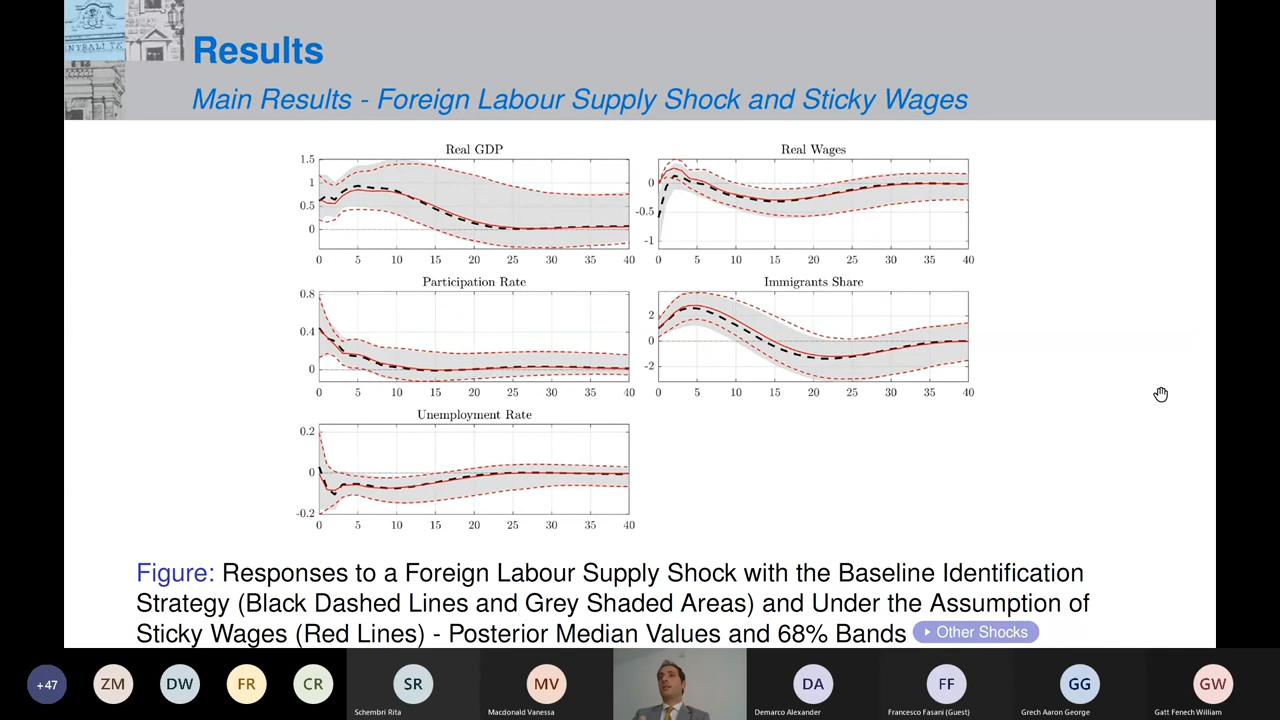 NTRALI TA
Results
Main Results - Foreign Labour Supply Shock and Sticky Wages
Real GDP
1.5
1
0.5
0
0 5 10 15 20 25 30 35 40
Real Wages
0
-0.5
-1
0 5 10 15 20 25 30 35 40
Participation Rate
0.8
0.4
0
0 5 10 15 20 25 30 35 40
Immigrants Share
2
0
-2
0 5 10 15 20 25 30 35 40
Unemployment Rate
0.2
0
-0.2
0 5 10 15 20 25 30 35 40
Figure: Responses to a Foreign Labour Supply Shock with the Baseline Identification
Strategy (Black Dashed Lines and Grey Shaded Areas) and Under the Assumption of
Sticky Wages (Red Lines) - Posterior Median Values and 68% Bands Other Shocks
+47 ZM DW FR CR SR MV DA FF GG GW
Schembri Rita Macdonald Vanessa Demarco Alexander Francesco Fasani (Guest) Grech Aaron George Gatt Fenech William